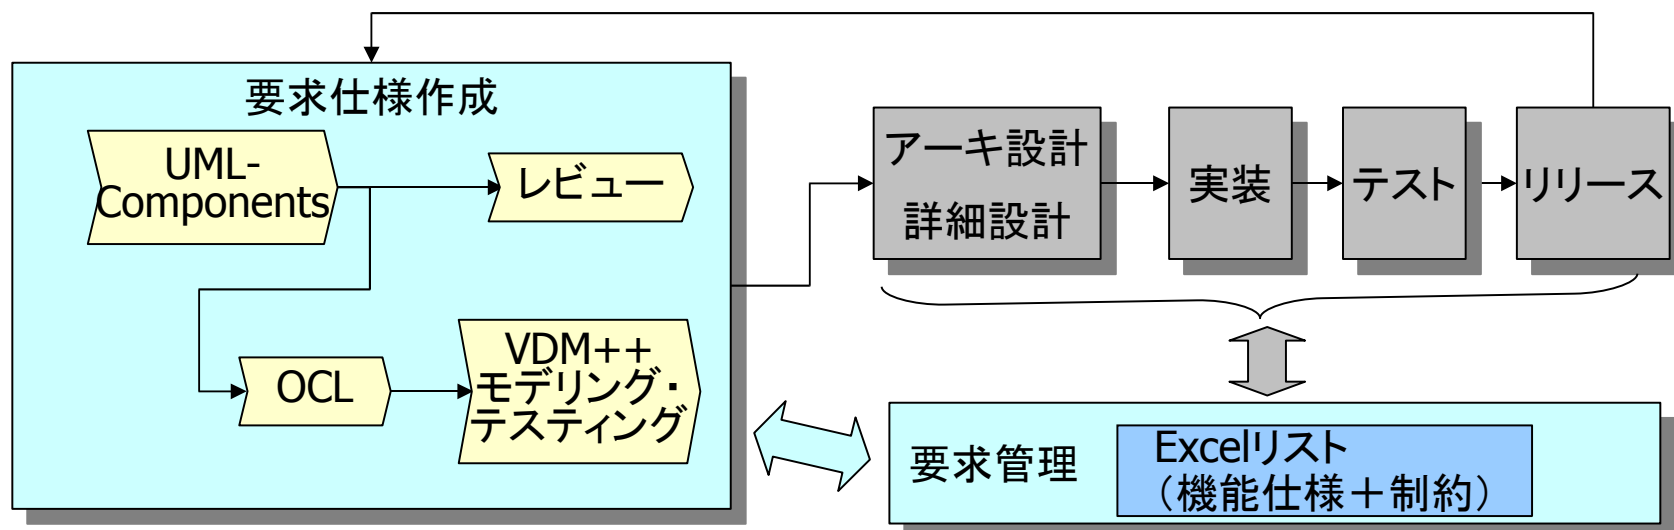 要求仕様作成
UML-
Components
レビュー
OCL
VDM++
モデリング・
テスティング
アーキ設計
詳細設計
実装
テスト
リリース
要求管理
Excelリスト
（機能仕様＋制約）